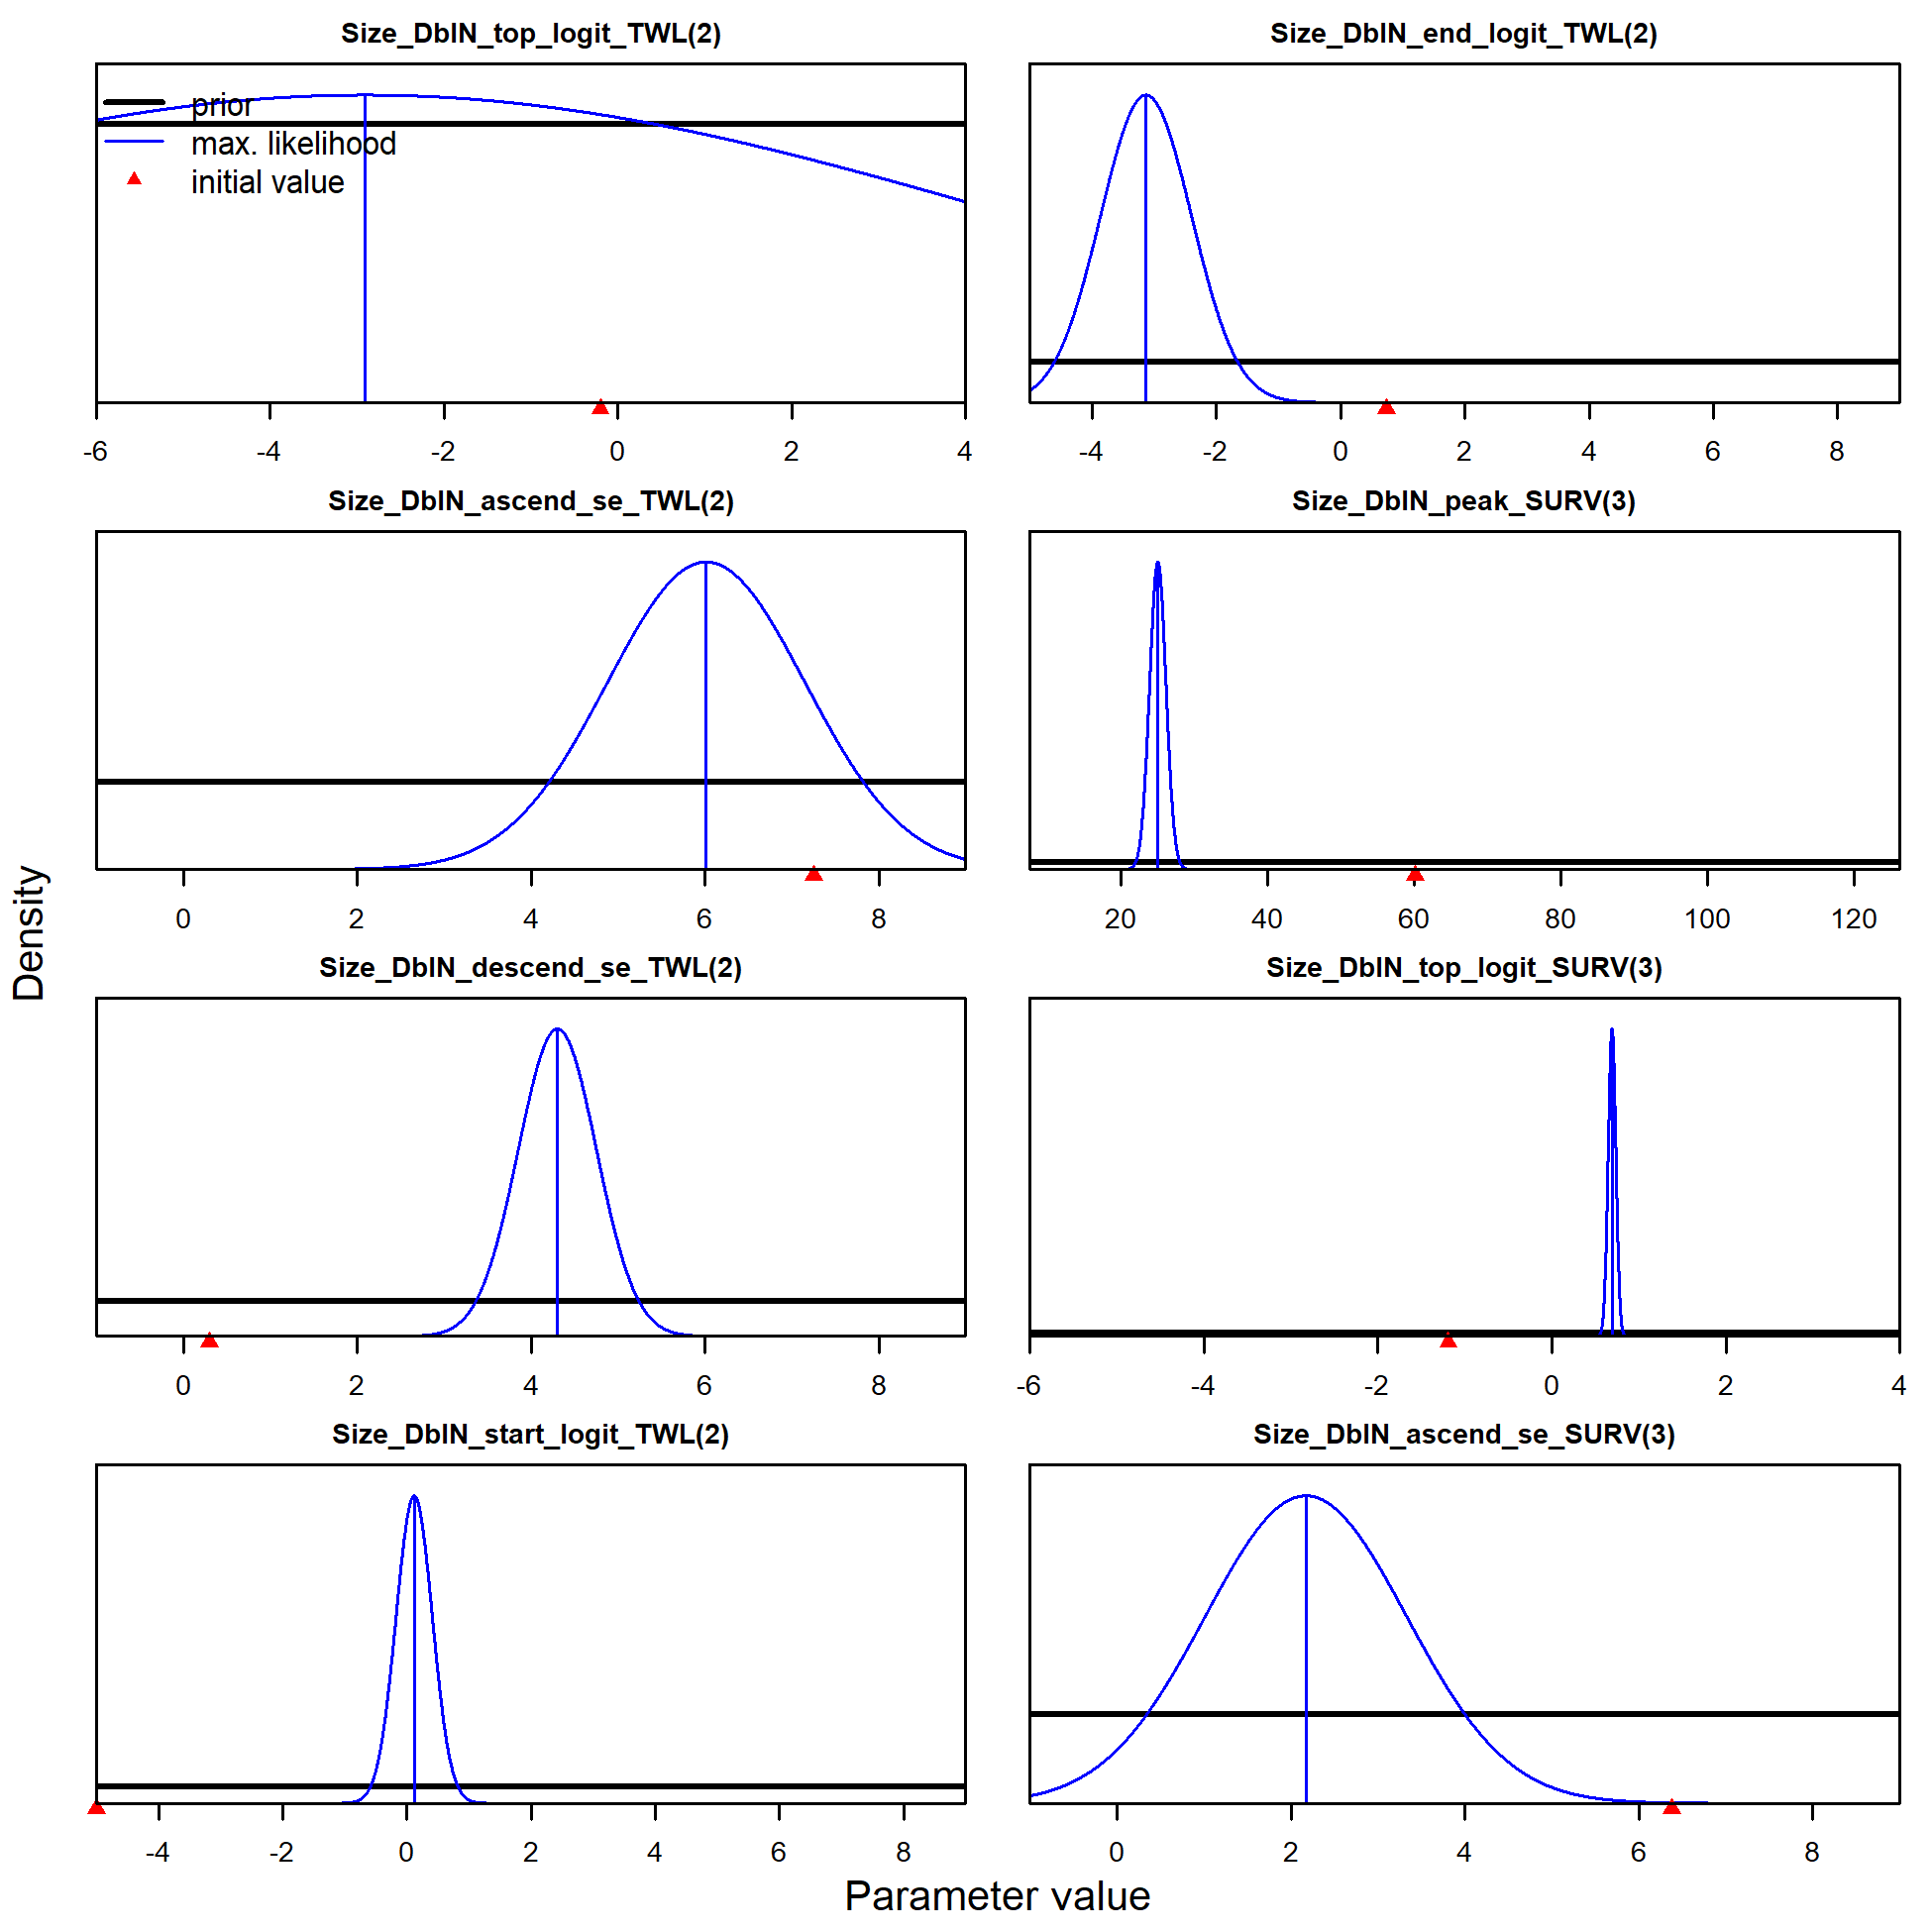 Size_DblN_top_logit_TWL(2)
prior
max. likelihood
initial value
-6 -4 -2 0 2 4
Size_DblN_end_logit_TWL(2)
-4 -2 0 2 4 6 8
Size_DblN_ascend_se_TWL(2)
0 2 4 6 8
Size_DblN_peak_SURV(3)
20 40 60 80 100 120
Size_DblN_descend_se_TWL(2)
0 2 4 6 8
Size_DblN_top_logit_SURV(3)
-6 -4 -2 0 2 4
Size_DblN_start_logit_TWL(2)
-4 -2 0 2 4 6 8
Size_DblN_ascend_se_SURV(3)
0 2 4 6 8
Density
Parameter value